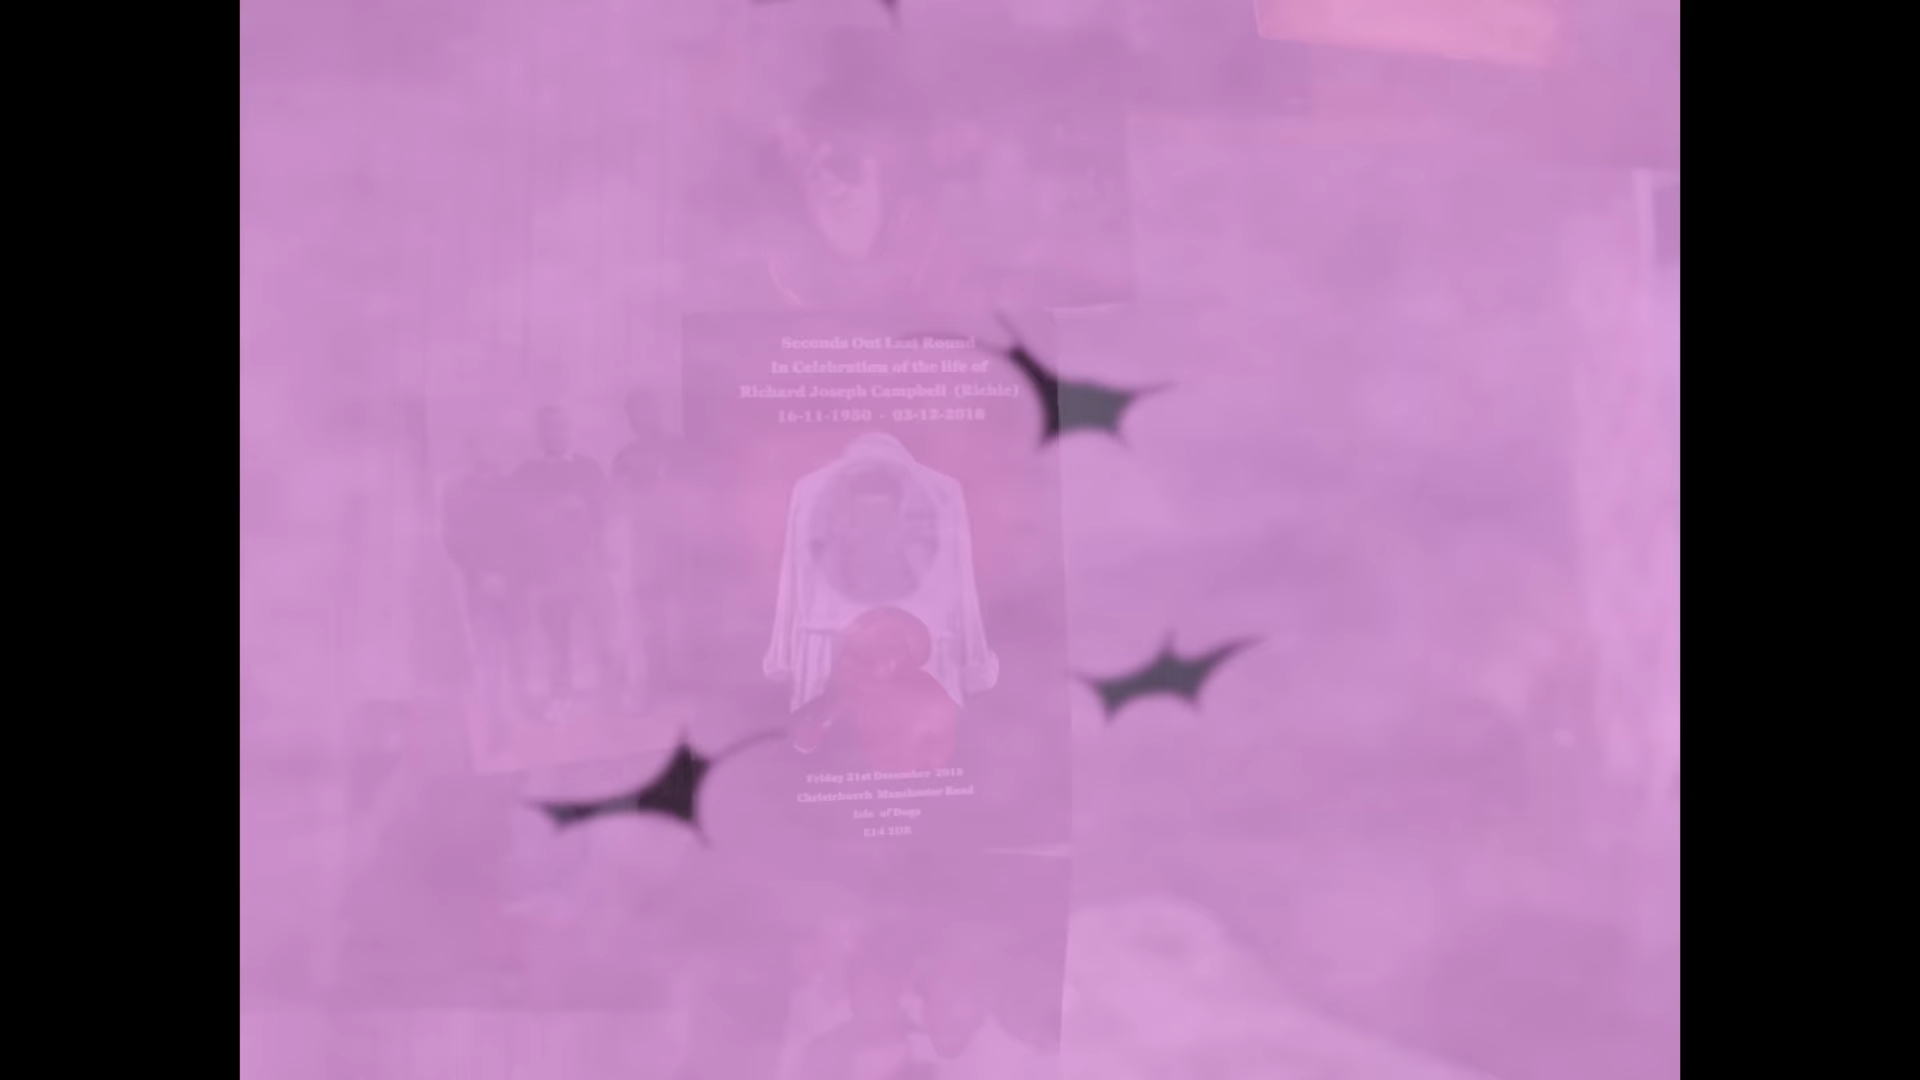 Seconds Out Last Round
In Celebration of the life of
Richard Joseph Campbell (Richie)
16-11-1950 - 03-12-2018
Friday 21st December 2018
Christchurch Manchester Road
Isle of Dogs
E14